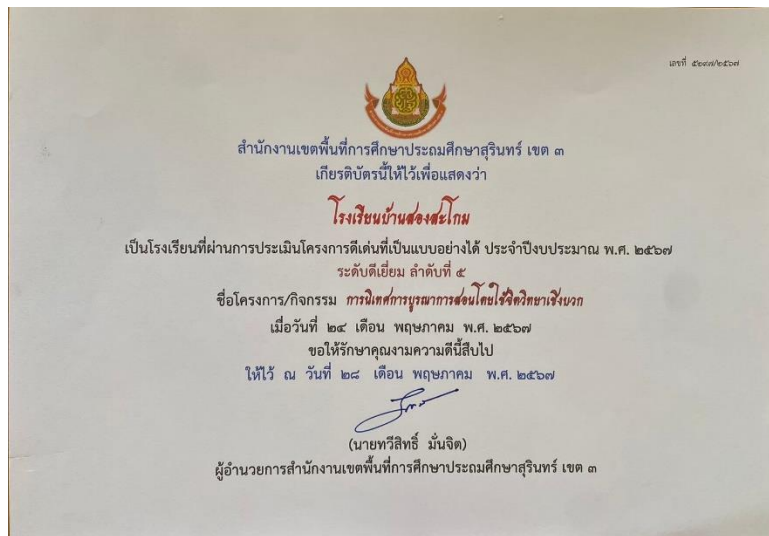 เลขที่ ๕๒๙๗/๒๕๖๗
สำนักงานเขตพื้นที่การศึกษาประถมศึกษาสุรินทร์ เขต ๓
เกียรติบัตรนี้ให้ไว้เพื่อแสดงว่า
โรงเรียนบ้านสองสะโกม
เป็นโรงเรียนที่ผ่านการประเมินโครงการดีเด่นที่เป็นแบบอย่างได้ ประจำปีงบประมาณ พ.ศ. ๒๕๖๗
ระดับดีเยี่ยม ลำดับที่ ๕
ชื่อโครงการ/กิจกรรม การนิเทศการบูรณาการสอนโดยใช้จิตวิทยาเชิงบวก
เมื่อวันที่ ๒๔ เดือน พฤษภาคม พ.ศ. ๒๕๖๗
ขอให้รักษาคุณงามความดีนี้สืบไป
ให้ไว้ ณ วันที่ ๒๘ เดือน พฤษภาคม พ.ศ. ๒๕๖๗
(นายทวีสิทธิ์ มั่นจิต)
ผู้อำนวยการสำนักงานเขตพื้นที่การศึกษาประถมศึกษาสุรินทร์ เขต ๓